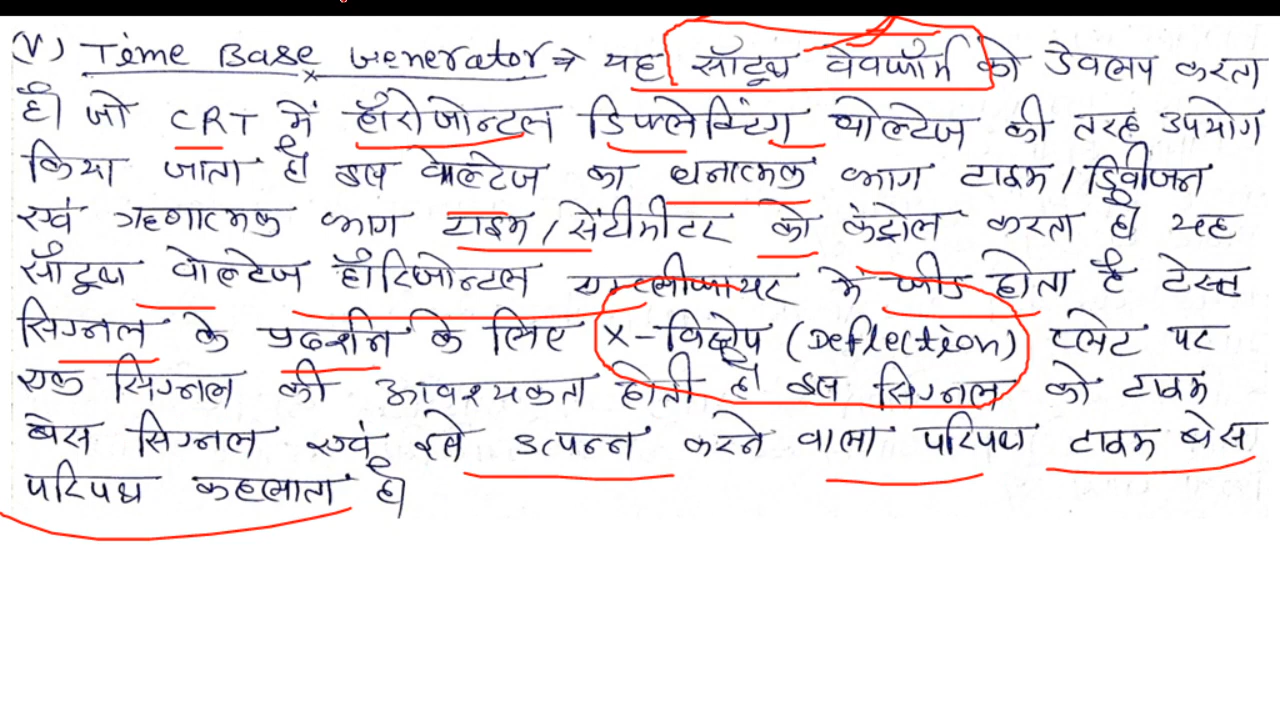 (V) Time Base Generator → यह सॉटूथ वेवफॉर्म को डेवलप करता
है। जो CRT में हॉरीजोन्टल डिफ्लेक्टिंग वोल्टेज की तरह उपयोग
किया जाता है। इस वोल्टेज का धनात्मक भाग टाइम / डिवीजन
एवं ऋणात्मक भाग टाइम / सेंटीमीटर को कंट्रोल करता है। यह
सॉटूथ वोल्टेज हॉरिजोन्टल एम्प्लीफायर में फीड होता है टेस्ट
सिग्नल के प्रदर्शन के लिए X-विक्षेप (Deflection) प्लेट पर
एक सिग्नल की आवश्यकता होती है। इस सिग्नल को टाइम
बेस सिग्नल एवं इसे उत्पन्न करने वाला परिपथ टाइम बेस
परिपथ कहलाता है।